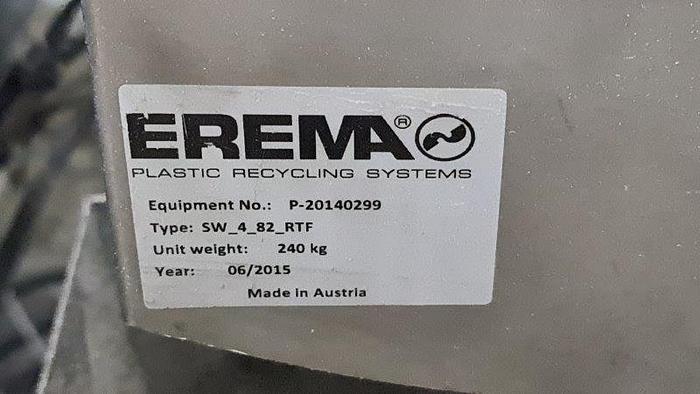 EREMA®
PLASTIC RECYCLING SYSTEMS
Equipment No.: P-20140299
Type: SW_4_82_RTF
Unit weight: 240 kg
Year: 06/2015
Made in Austria